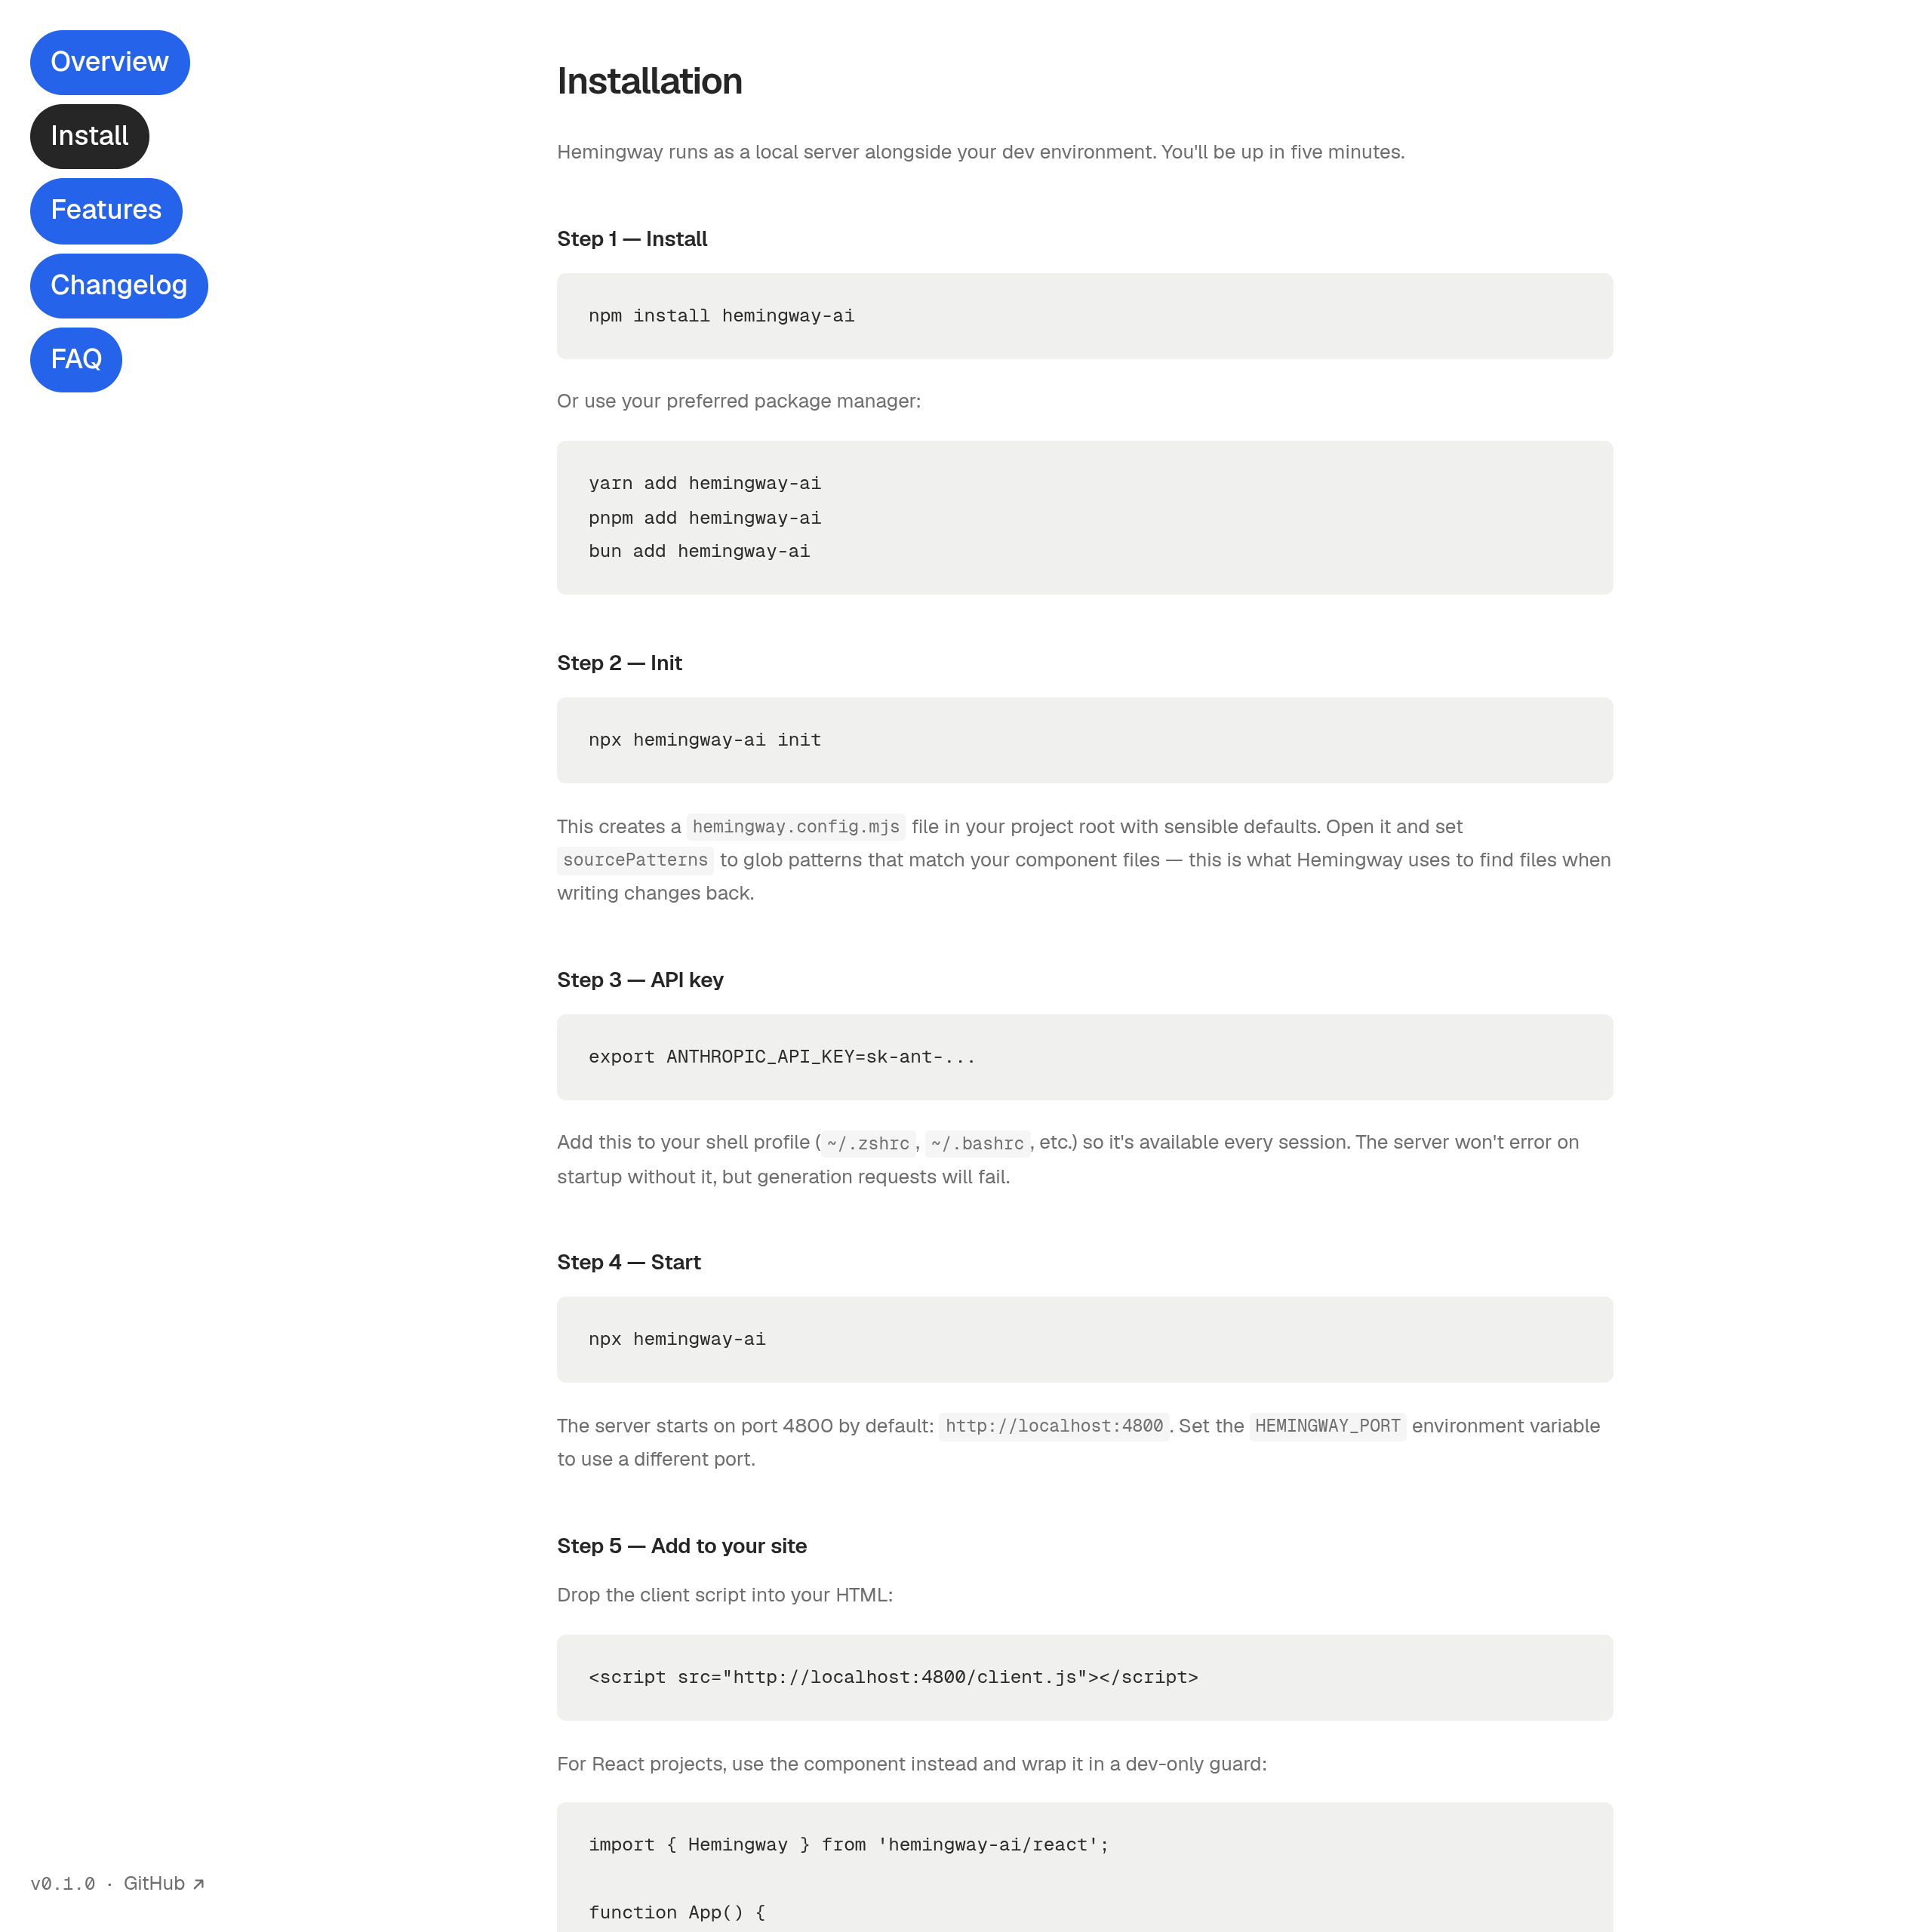 Overview
Install
Features
Changelog
FAQ
Installation
Hemingway runs as a local server alongside your dev environment. You'll be up in five minutes.
Step 1 — Install
npm install hemingway-ai
Or use your preferred package manager:
yarn add hemingway-ai
pnpm add hemingway-ai
bun add hemingway-ai
Step 2 — Init
npx hemingway-ai init
This creates a hemingway.config.mjs file in your project root with sensible defaults. Open it and set
sourcePatterns to glob patterns that match your component files — this is what Hemingway uses to find files when
writing changes back.
Step 3 — API key
export ANTHROPIC_API_KEY=sk-ant-...
Add this to your shell profile (~/.zshrc, ~/.bashrc, etc.) so it's available every session. The server won't error on
startup without it, but generation requests will fail.
Step 4 — Start
npx hemingway-ai
The server starts on port 4800 by default: http://localhost:4800. Set the HEMINGWAY_PORT environment variable
to use a different port.
Step 5 — Add to your site
Drop the client script into your HTML:
<script src="http://localhost:4800/client.js"></script>
For React projects, use the component instead and wrap it in a dev-only guard:
import { Hemingway } from 'hemingway-ai/react';
function App() {
v0.1.0 · GitHub ↗